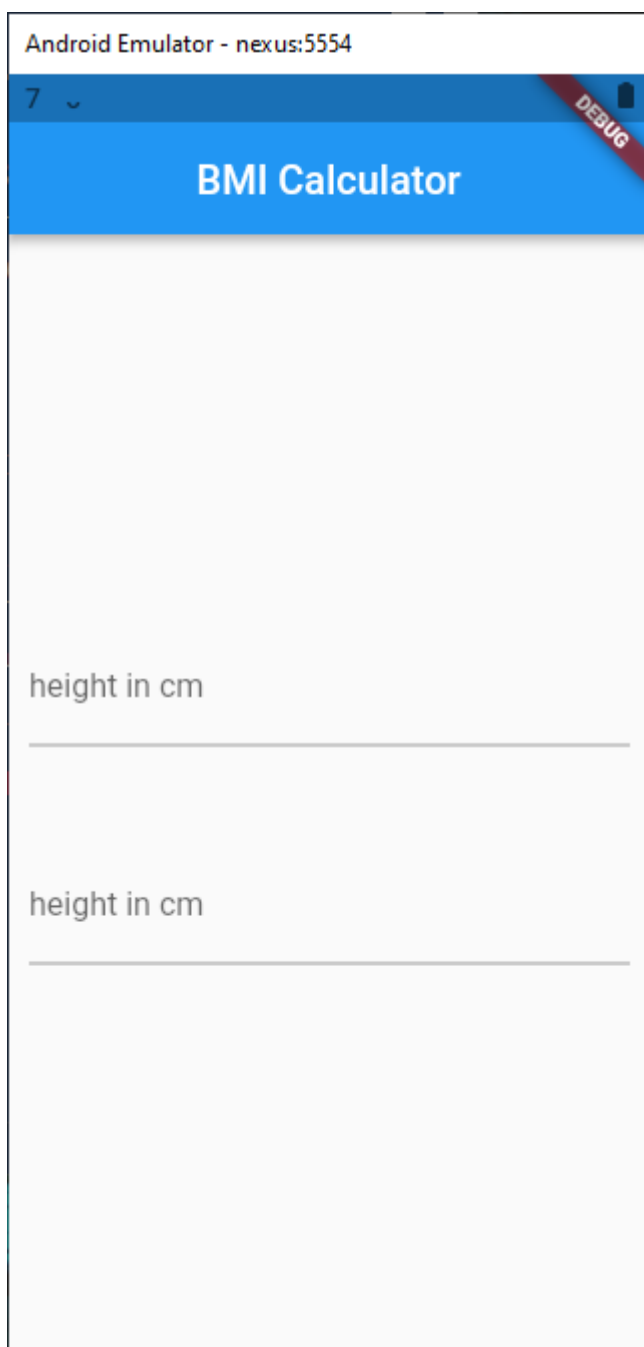 Android Emulator - nexus:5554
7
DEBUG
BMI Calculator
height in cm
height in cm